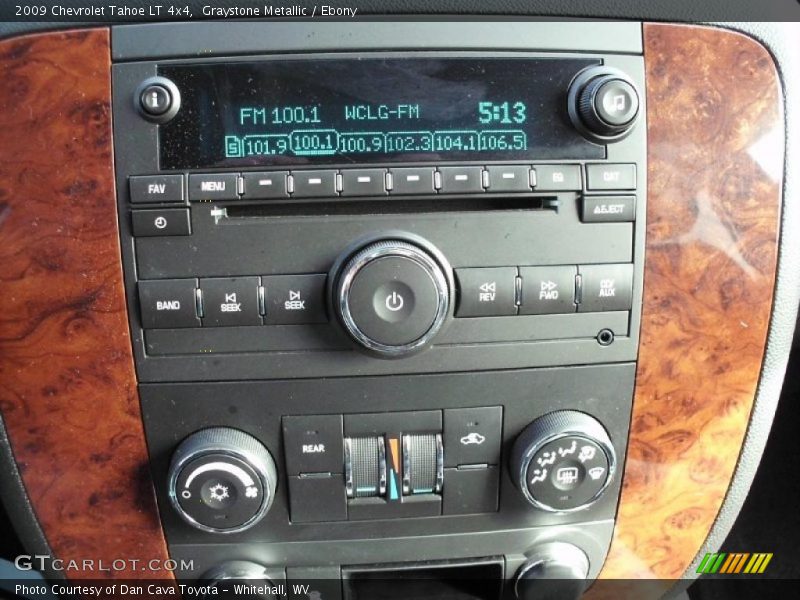 2009 Chevrolet Tahoe LT 4x4,  Graystone Metallic / Ebony
FM 100.1 WCLG-FM 5:13
5 101.9 100.1 100.9 102.3 104.1 106.5
FAV MENU EQ CAT
EJECT
BAND SEEK SEEK REV FWD CD/AUX
REAR
GTCARLOT.COM
Photo Courtesy of Dan Cava Toyota - Whitehall, WV